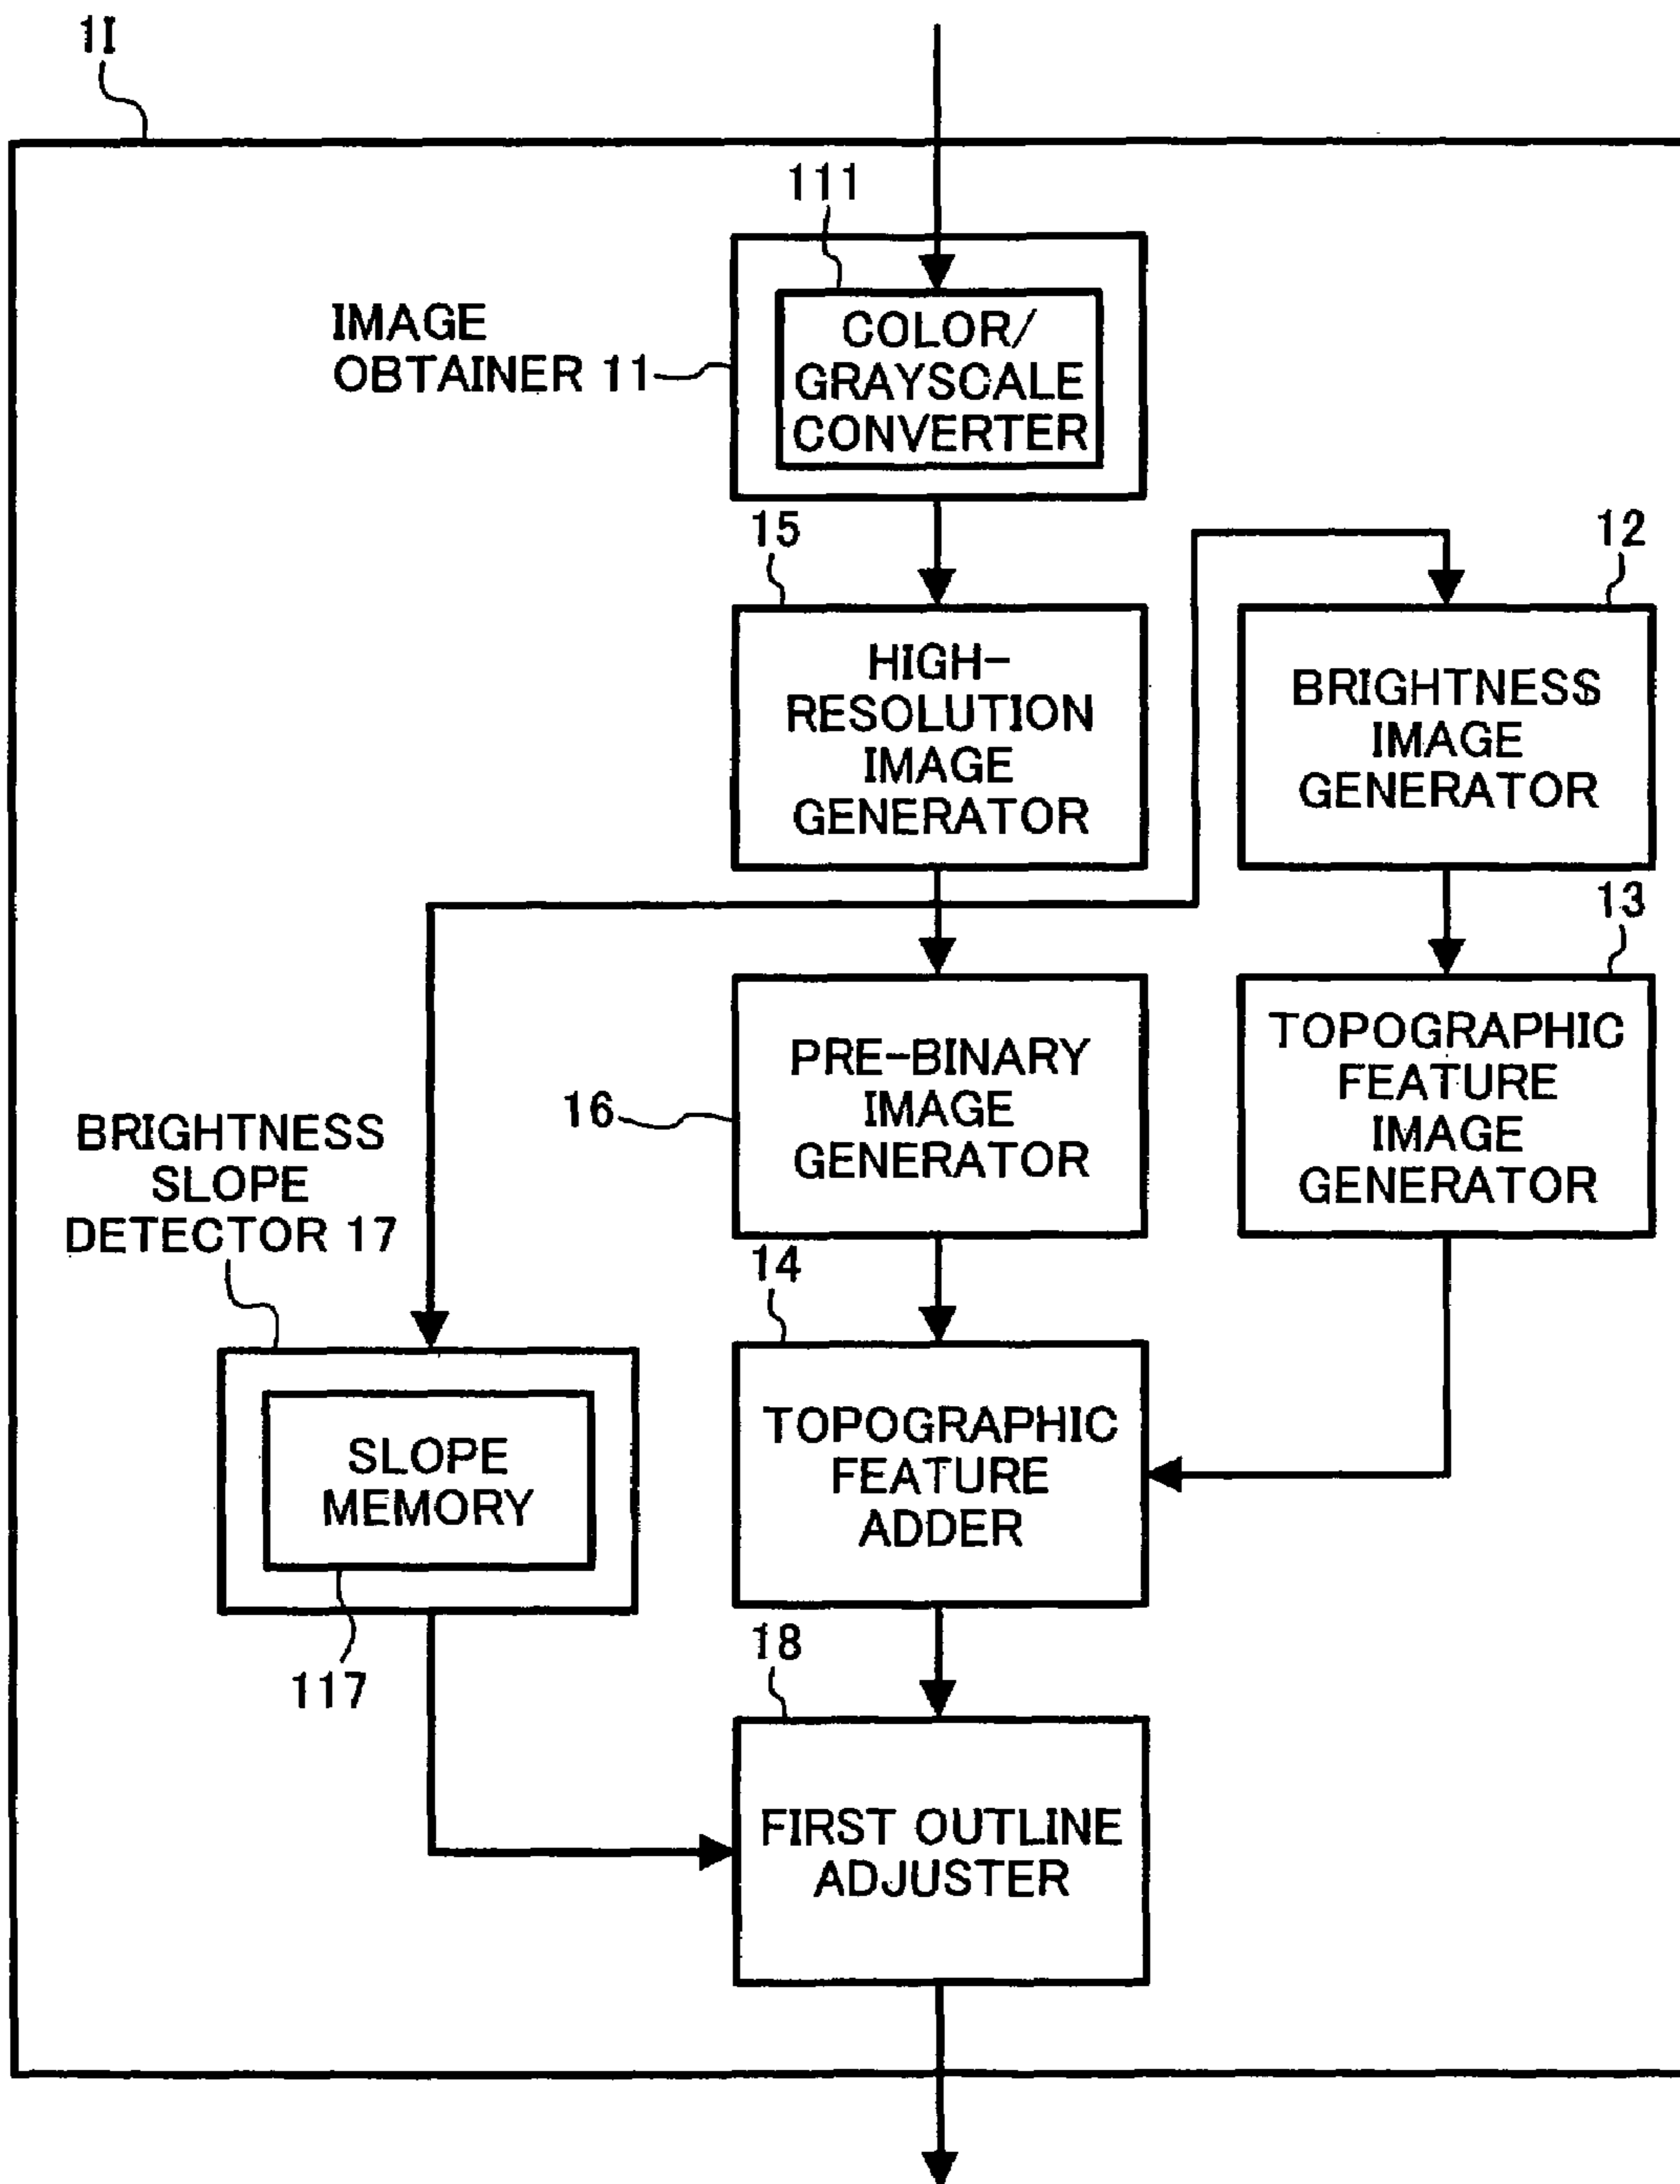 1I
111
IMAGE
OBTAINER 11
COLOR/
GRAYSCALE
CONVERTER
15
12
HIGH-
RESOLUTION
IMAGE
GENERATOR
BRIGHTNESS
IMAGE
GENERATOR
13
PRE-BINARY
IMAGE
GENERATOR
16
TOPOGRAPHIC
FEATURE
IMAGE
GENERATOR
BRIGHTNESS
SLOPE
DETECTOR 17
14
SLOPE
MEMORY
117
TOPOGRAPHIC
FEATURE
ADDER
18
FIRST OUTLINE
ADJUSTER